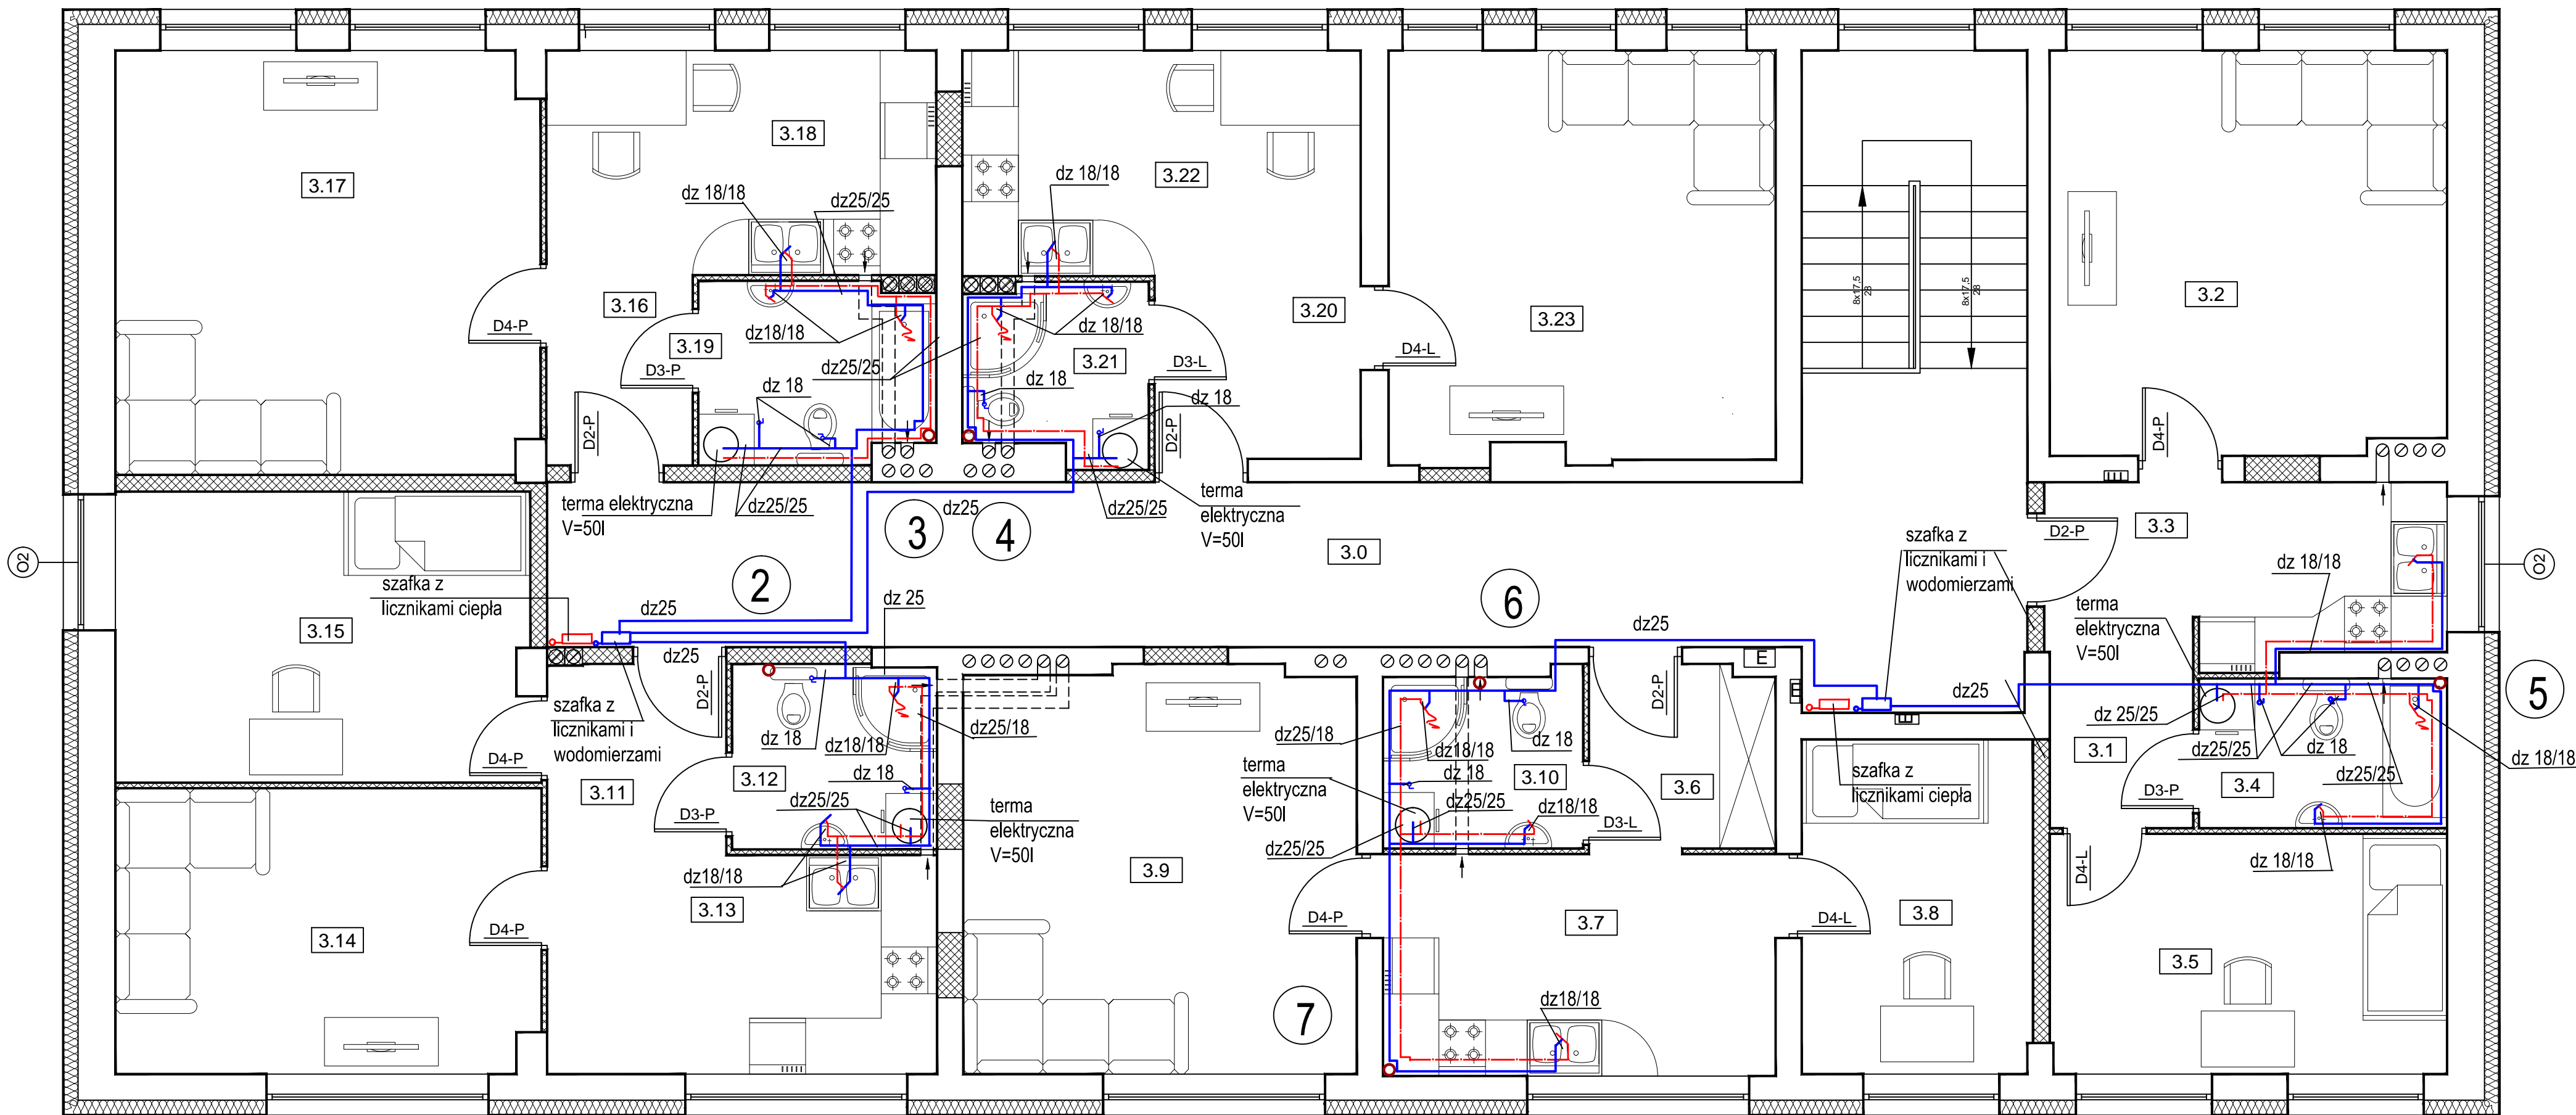 3.17
3.18
3.22
3.23
3.2
3.16
3.19
3.20
3.21
dz 18/18
dz25/25
dz 18/18
dz18/18
dz25/25
dz 18/18
dz 18
dz 18
dz 18
D4-P
D3-P
D2-P
D3-L
D2-P
D4-L
D4-P
8x17,5
28
8x17,5
28
terma elektryczna
V=50l
dz25/25
dz25
dz25/25
terma
elektryczna
V=50l
3
4
2
6
5
7
3.0
3.3
D2-P
O2
O2
szafka z
licznikami ciepła
3.15
dz25
dz 25
dz25
szafka z
licznikami i
wodomierzami
dz25
dz 18/18
terma
elektryczna
V=50l
szafka z
licznikami i
wodomierzami
D2-P
D4-P
3.11
3.12
dz 18
dz18/18
dz25/18
dz 18
dz25/25
D3-P
terma
elektryczna
V=50l
dz18/18
3.13
3.14
D4-P
3.9
D4-P
terma
elektryczna
V=50l
dz25/18
dz18/18
dz 18
dz 18
3.10
dz25/25
dz18/18
dz25/25
D3-L
D2-P
3.6
E
szafka z
licznikami ciepła
3.7
D4-L
3.8
dz18/18
dz25
dz 25/25
3.1
dz25/25
dz 18
dz25/25
dz 18/18
3.4
D3-P
D4-L
dz 18/18
3.5